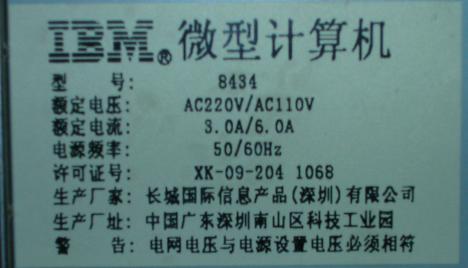 IBM® 微型计算机
型 号: 8434
额定电压: AC220V/AC110V
额定电流: 3.0A/6.0A
电源频率: 50/60Hz
许可证号: XK-09-204 1068
生产厂家: 长城国际信息产品(深圳)有限公司
生产厂址: 中国广东深圳南山区科技工业园
警 告: 电网电压与电源设置电压必须相符